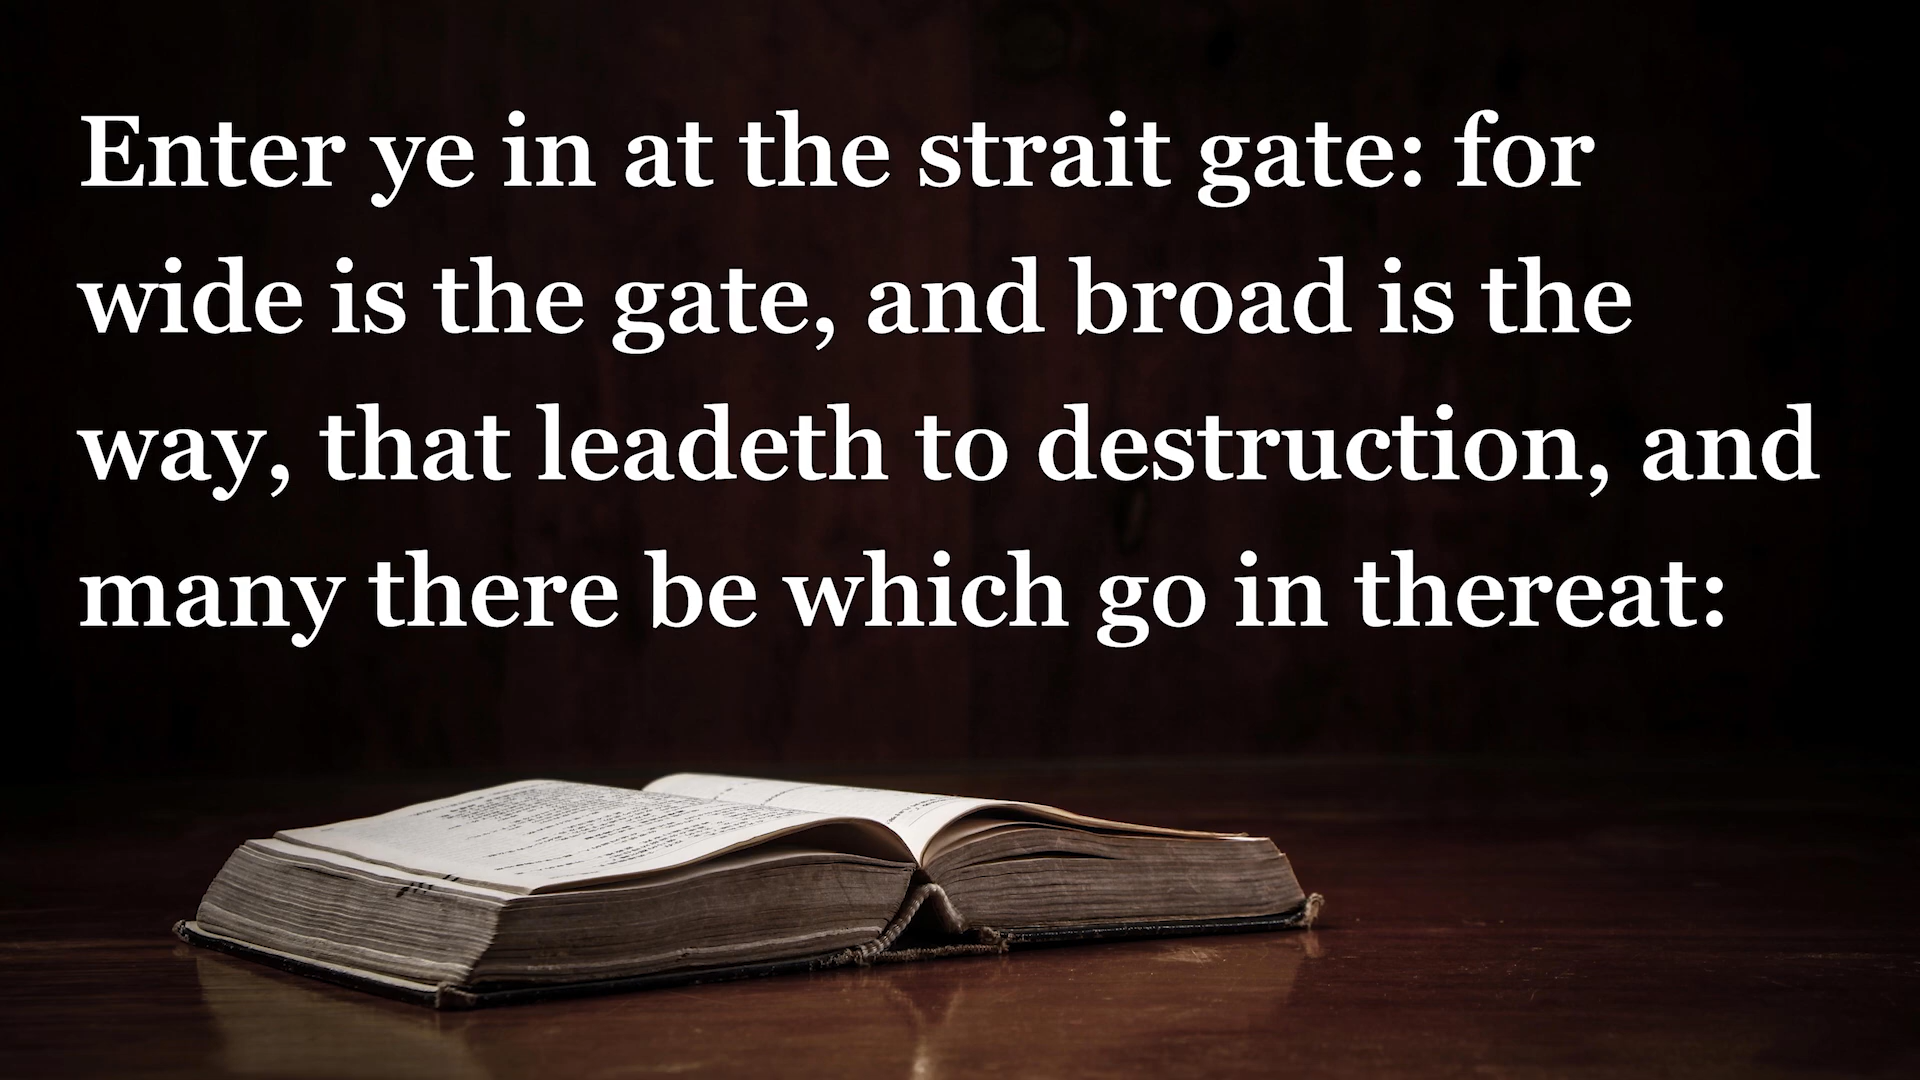 Enter ye in at the strait gate: for
wide is the gate, and broad is the
way, that leadeth to destruction, and
many there be which go in thereat: